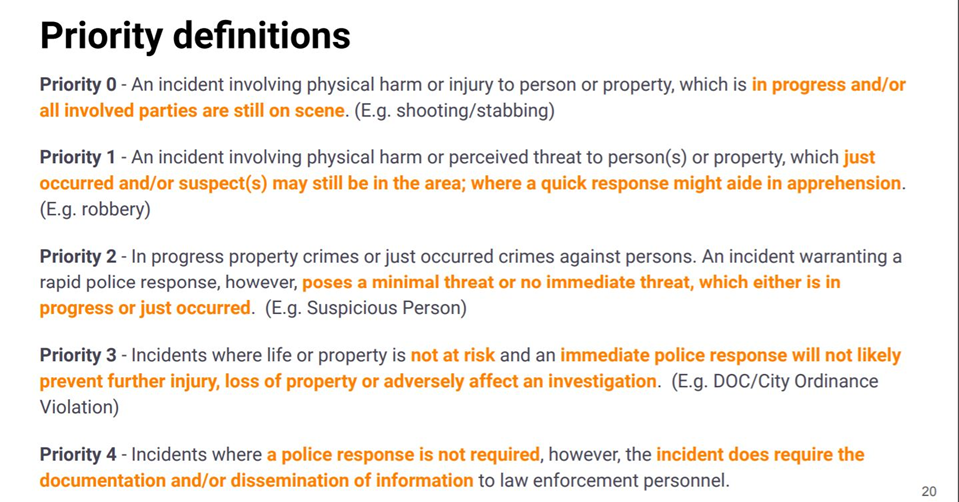 Priority definitions
Priority 0 - An incident involving physical harm or injury to person or property, which is in progress and/or
all involved parties are still on scene. (E.g. shooting/stabbing)
Priority 1 - An incident involving physical harm or perceived threat to person(s) or property, which just
occurred and/or suspect(s) may still be in the area; where a quick response might aide in apprehension.
(E.g. robbery)
Priority 2 - In progress property crimes or just occurred crimes against persons. An incident warranting a
rapid police response, however, poses a minimal threat or no immediate threat, which either is in
progress or just occurred. (E.g. Suspicious Person)
Priority 3 - Incidents where life or property is not at risk and an immediate police response will not likely
prevent further injury, loss of property or adversely affect an investigation. (E.g. DOC/City Ordinance
Violation)
Priority 4 - Incidents where a police response is not required, however, the incident does require the
documentation and/or dissemination of information to law enforcement personnel.
20